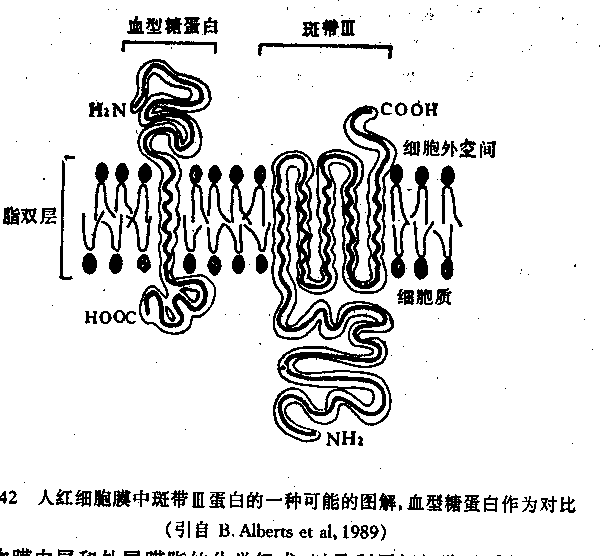 血型糖蛋白
斑带Ⅲ
H₂N
COOH
细胞外空间
脂双层
细胞质
HOOC
NH₂
42 人红细胞膜中斑带Ⅲ蛋白的一种可能的图解,血型糖蛋白作为对比
(引自 B. Alberts et al, 1989)